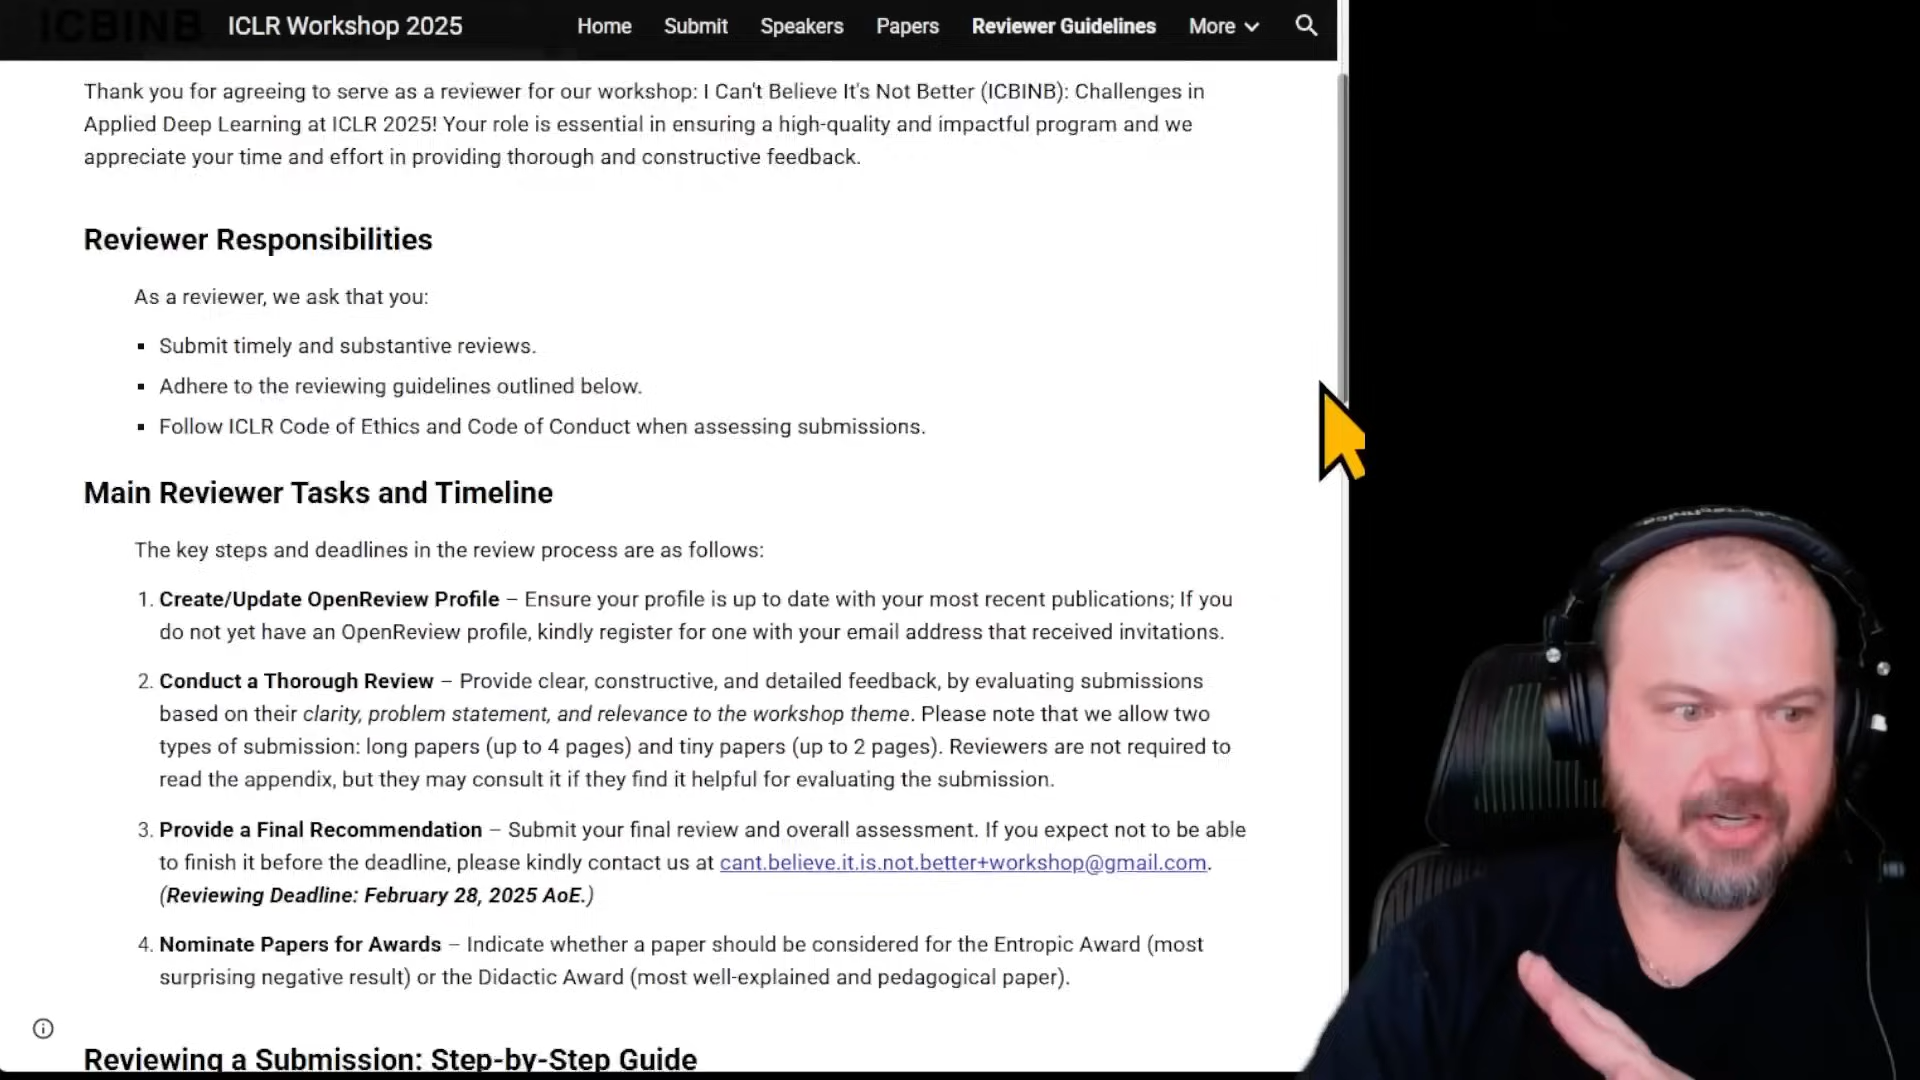 ICBINB ICLR Workshop 2025 Home Submit Speakers Papers Reviewer Guidelines More
Thank you for agreeing to serve as a reviewer for our workshop: I Can't Believe It's Not Better (ICBINB): Challenges in
Applied Deep Learning at ICLR 2025! Your role is essential in ensuring a high-quality and impactful program and we
appreciate your time and effort in providing thorough and constructive feedback.
Reviewer Responsibilities
As a reviewer, we ask that you:
▪ Submit timely and substantive reviews.
▪ Adhere to the reviewing guidelines outlined below.
▪ Follow ICLR Code of Ethics and Code of Conduct when assessing submissions.
Main Reviewer Tasks and Timeline
The key steps and deadlines in the review process are as follows:
1. Create/Update OpenReview Profile – Ensure your profile is up to date with your most recent publications; If you
do not yet have an OpenReview profile, kindly register for one with your email address that received invitations.
2. Conduct a Thorough Review – Provide clear, constructive, and detailed feedback, by evaluating submissions
based on their clarity, problem statement, and relevance to the workshop theme. Please note that we allow two
types of submission: long papers (up to 4 pages) and tiny papers (up to 2 pages). Reviewers are not required to
read the appendix, but they may consult it if they find it helpful for evaluating the submission.
3. Provide a Final Recommendation – Submit your final review and overall assessment. If you expect not to be able
to finish it before the deadline, please kindly contact us at cant.believe.it.is.not.better+workshop@gmail.com.
(Reviewing Deadline: February 28, 2025 AoE.)
4. Nominate Papers for Awards – Indicate whether a paper should be considered for the Entropic Award (most
surprising negative result) or the Didactic Award (most well-explained and pedagogical paper).
Reviewing a Submission: Step-by-Step Guide